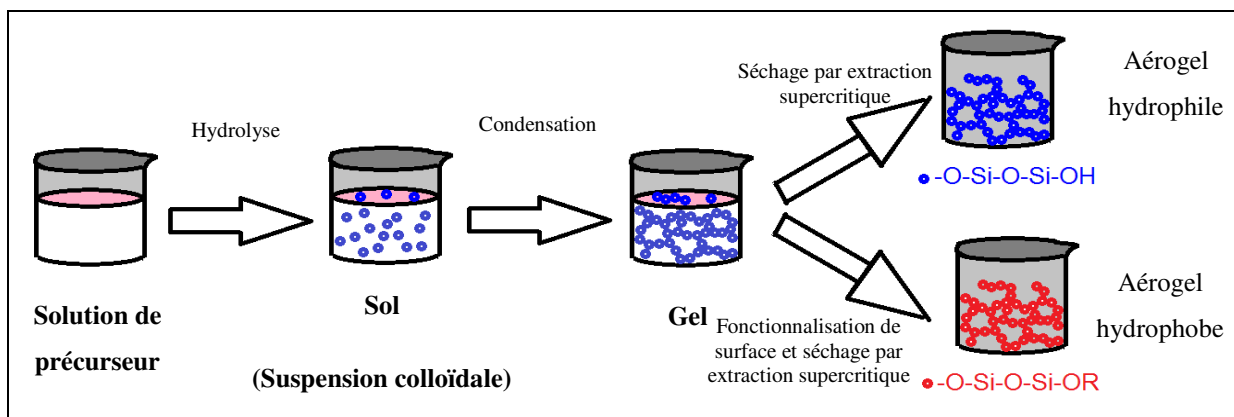 Hydrolyse
Solution de
précurseur
Condensation
Sol
(Suspension colloïdale)
Gel
Séchage par extraction
supercritique
Aérogel
hydrophile
-O-Si-O-Si-OH
Fonctionnalisation de
surface et séchage par
extraction supercritique
Aérogel
hydrophobe
-O-Si-O-Si-OR